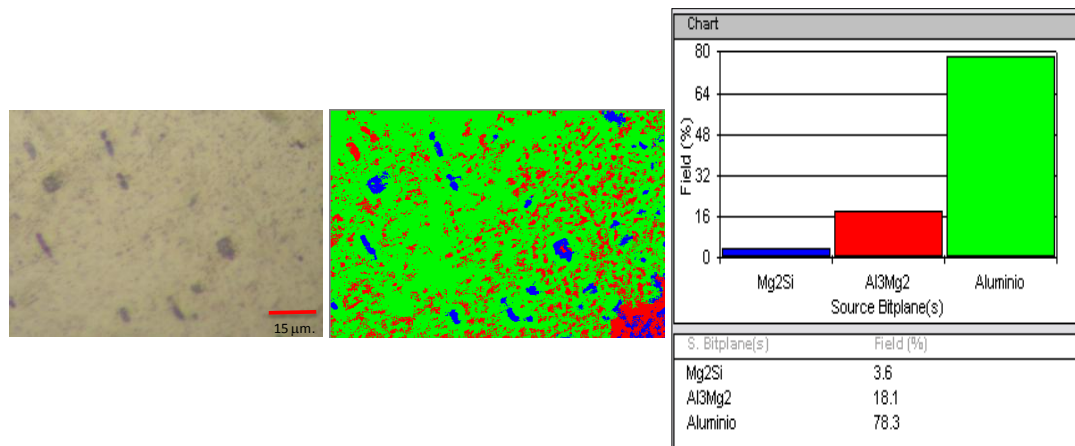 15 µm.
Chart
80
64
48
32
16
0
Field (%)
Mg2Si Al3Mg2 Aluminio
Source Bitplane(s)
S. Bitplane(s) Field (%)
Mg2Si 3.6
Al3Mg2 18.1
Aluminio 78.3